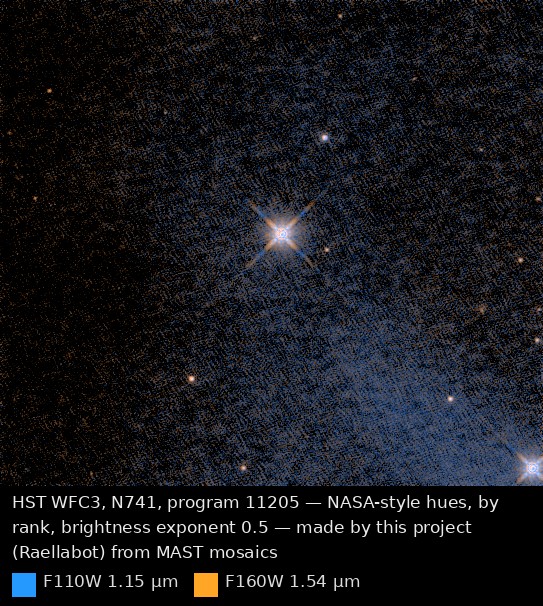 HST WFC3, N741, program 11205 — NASA-style hues, by
rank, brightness exponent 0.5 — made by this project
(Raellabot) from MAST mosaics
F110W 1.15 μm F160W 1.54 μm